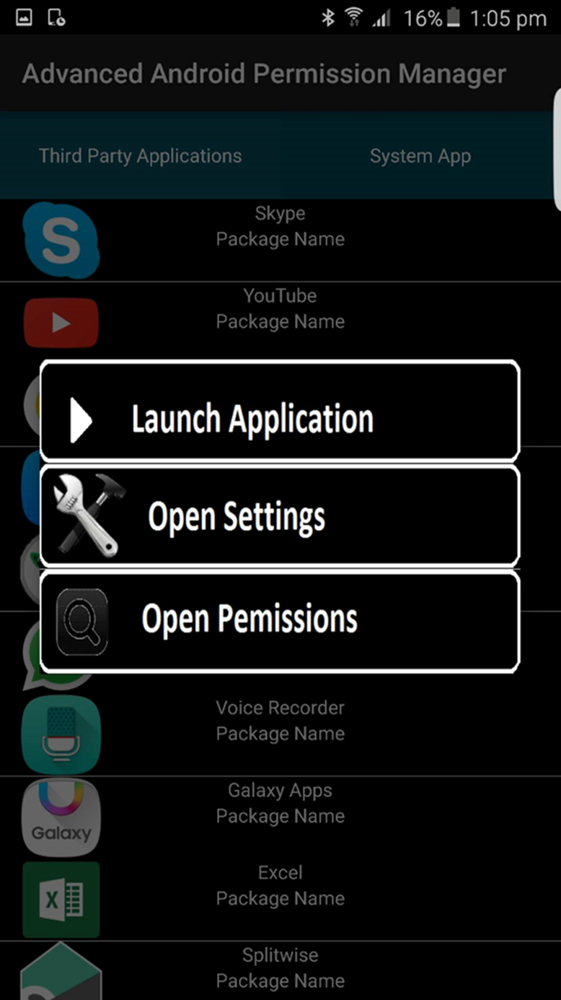 16% 1:05 pm
Advanced Android Permission Manager
Third Party Applications System App
Skype
Package Name
YouTube
Package Name
Launch Application
Open Settings
Open Pemissions
Voice Recorder
Package Name
Galaxy Apps
Package Name
Galaxy
Excel
Package Name
Splitwise
Package Name